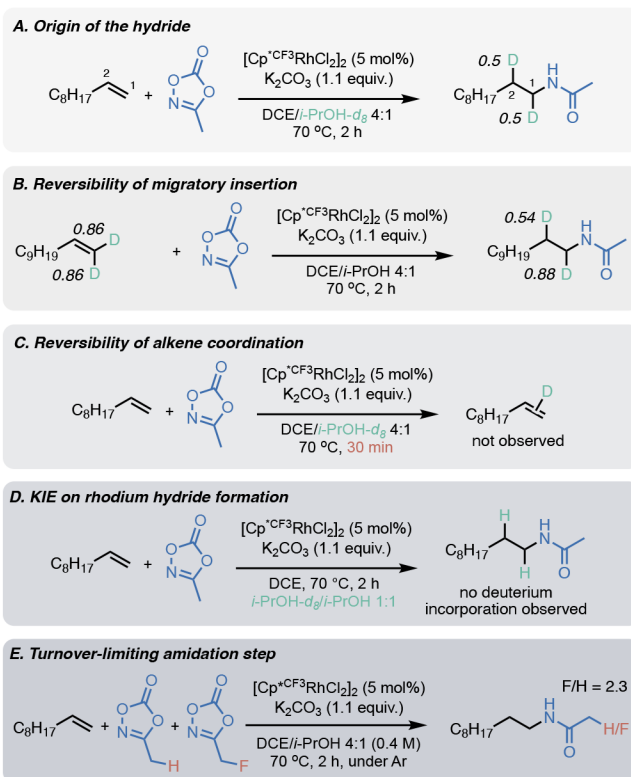 A. Origin of the hydride
[Cp*CF3RhCl2]2 (5 mol%)
K2CO3 (1.1 equiv.)
DCE/i-PrOH-d8 4:1
70 ºC, 2 h
C8H17
2
1
+
O
O
O
N
0.5 D
1
H
N
C8H17
2
0.5 D
O
B. Reversibility of migratory insertion
0.86
D
C9H19
0.86 D
+
O
O
O
N
[Cp*CF3RhCl2]2 (5 mol%)
K2CO3 (1.1 equiv.)
DCE/i-PrOH 4:1
70 ºC, 2 h
0.54 D
H
N
C9H19
0.88 D
O
C. Reversibility of alkene coordination
C8H17
+
O
O
O
N
[Cp*CF3RhCl2]2 (5 mol%)
K2CO3 (1.1 equiv.)
DCE/i-PrOH-d8 4:1
70 ºC, 30 min
D
C8H17
not observed
D. KIE on rhodium hydride formation
C8H17
+
O
O
O
N
[Cp*CF3RhCl2]2 (5 mol%)
K2CO3 (1.1 equiv.)
DCE, 70 °C, 2 h
i-PrOH-d8/i-PrOH 1:1
H
H
N
C8H17
H
O
no deuterium
incorporation observed
E. Turnover-limiting amidation step
C8H17
+
O
O
O
N
H
+
O
O
O
N
F
[Cp*CF3RhCl2]2 (5 mol%)
K2CO3 (1.1 equiv.)
DCE/i-PrOH 4:1 (0.4 M)
70 ºC, 2 h, under Ar
F/H = 2.3
H
N
C8H17
H/F
O